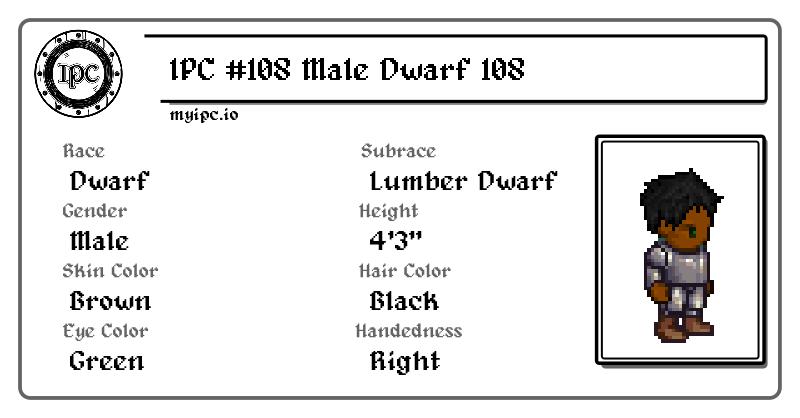 IPC
IPC #108 Male Dwarf 108
myipc.io
Race
Subrace
Dwarf
Lumber Dwarf
Gender
Height
Male
4'3"
Skin Color
Hair Color
Brown
Black
Eye Color
Handedness
Green
Right